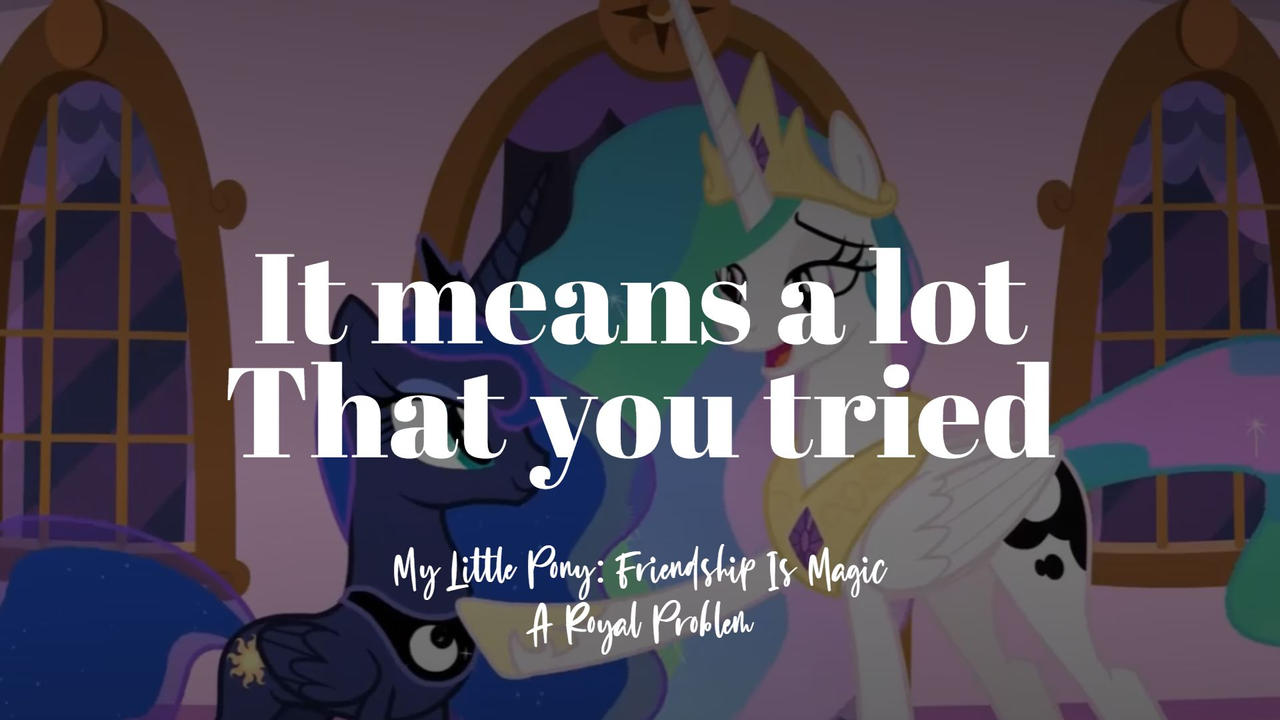 It means a lot
That you tried
My Little Pony: Friendship Is Magic
A Royal Problem